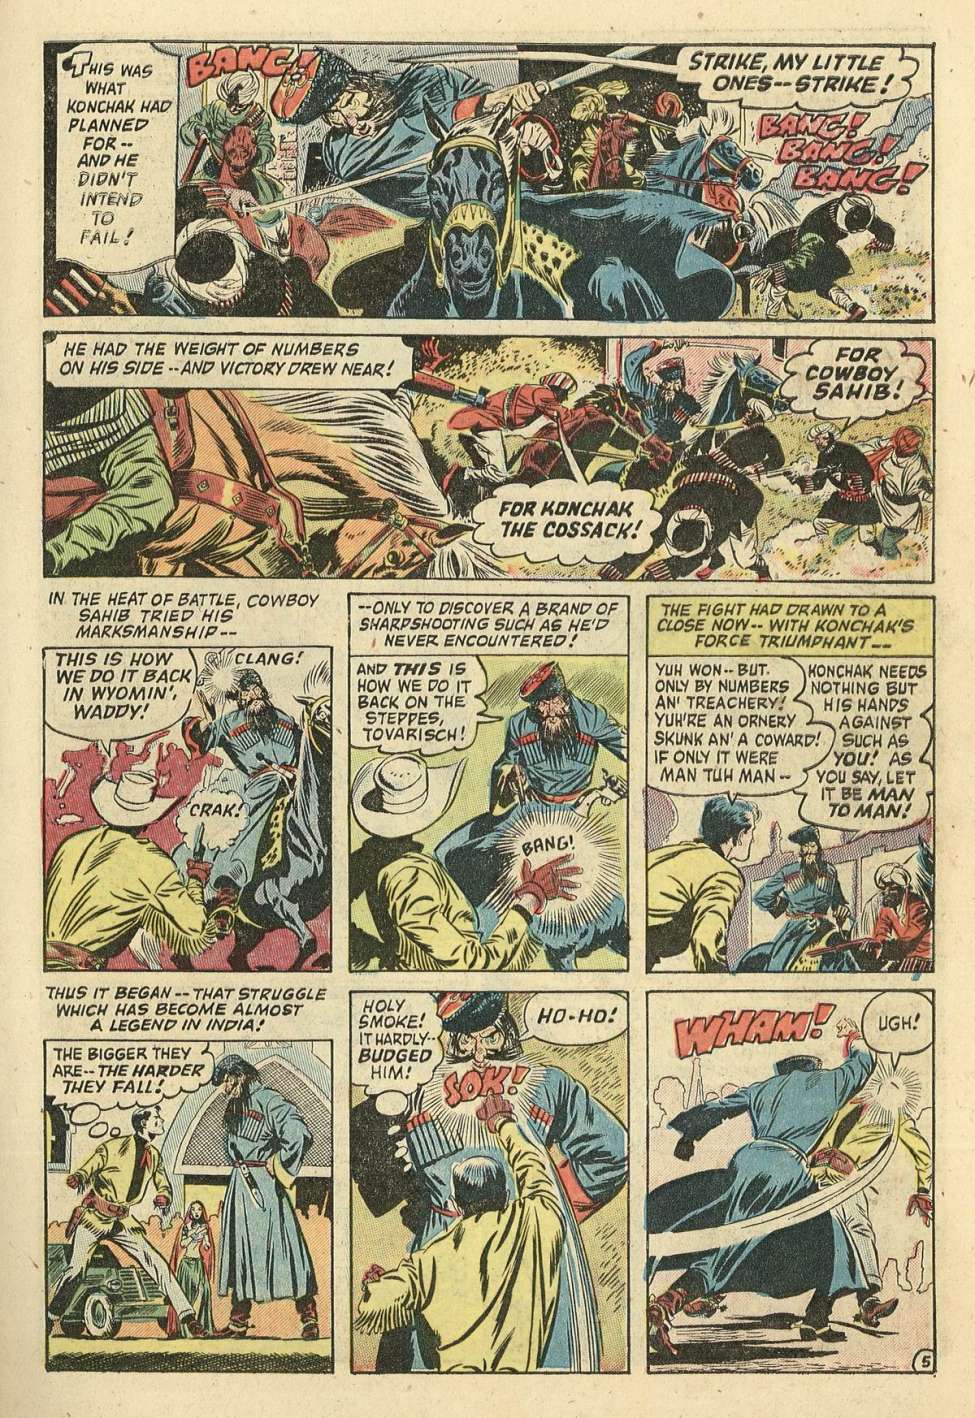 THIS WAS
WHAT
KONCHAK HAD
PLANNED
FOR--
AND HE
DIDN'T
INTEND
TO
FAIL!
BANG!
STRIKE, MY LITTLE
ONES--STRIKE!
BANG!
BANG!
BANG!
HE HAD THE WEIGHT OF NUMBERS
ON HIS SIDE--AND VICTORY DREW NEAR!
FOR KONCHAK
THE COSSACK!
FOR
COWBOY
SAHIB!
IN THE HEAT OF BATTLE, COWBOY
SAHIB TRIED HIS
MARKSMANSHIP--
THIS IS HOW
WE DO IT BACK
IN WYOMIN',
WADDY!
CLANG!
CRAK!
--ONLY TO DISCOVER A BRAND OF
SHARPSHOOTING SUCH AS HE'D
NEVER ENCOUNTERED!
AND THIS IS
HOW WE DO IT
BACK ON THE
STEPPES,
TOVARISCH!
BANG!
THE FIGHT HAD DRAWN TO A
CLOSE NOW--WITH KONCHAK'S
FORCE TRIUMPHANT--
YUH WON--BUT
ONLY BY NUMBERS
AN' TREACHERY!
YUH'RE AN ORNERY
SKUNK AN' A COWARD!
IF ONLY IT WERE
MAN TUH MAN--
KONCHAK NEEDS
NOTHING BUT
HIS HANDS
AGAINST
SUCH AS
YOU! AS
YOU SAY, LET
IT BE MAN
TO MAN!
THUS IT BEGAN--THAT STRUGGLE
WHICH HAS BECOME ALMOST
A LEGEND IN INDIA!
THE BIGGER THEY
ARE--THE HARDER
THEY FALL!
HOLY
SMOKE!
IT HARDLY
BUDGED
HIM!
HO-HO!
SOK!
WHAM!
UGH!
5